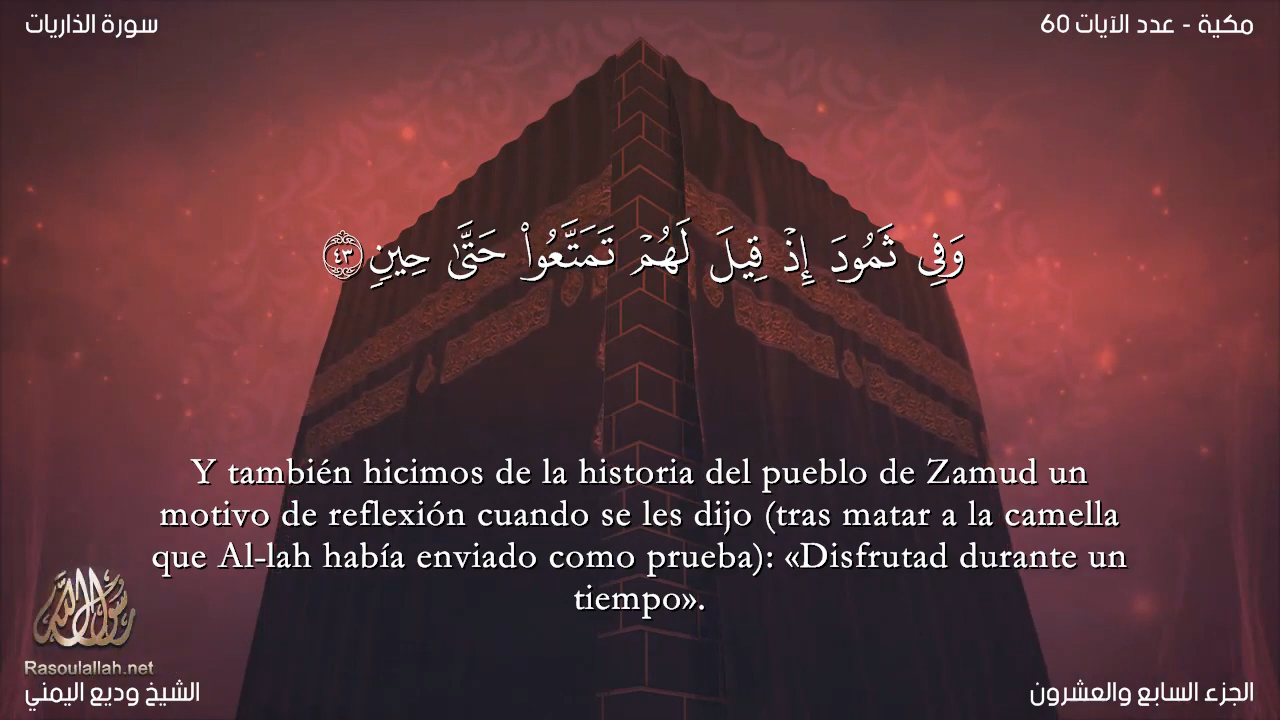 مكية - عدد الآيات 60
سورة الذاريات
وَفِى ثَمُودَ إِذْ قِيلَ لَهُمْ تَمَتَّعُوا۟ حَتَّىٰ حِينٍ ٤٣
Y también hicimos de la historia del pueblo de Zamud un
motivo de reflexión cuando se les dijo (tras matar a la camella
que Al-lah había enviado como prueba): «Disfrutad durante un
tiempo».
رسول الله
Rasoulallah.net
الجزء السابع والعشرون
الشيخ وديع اليمني